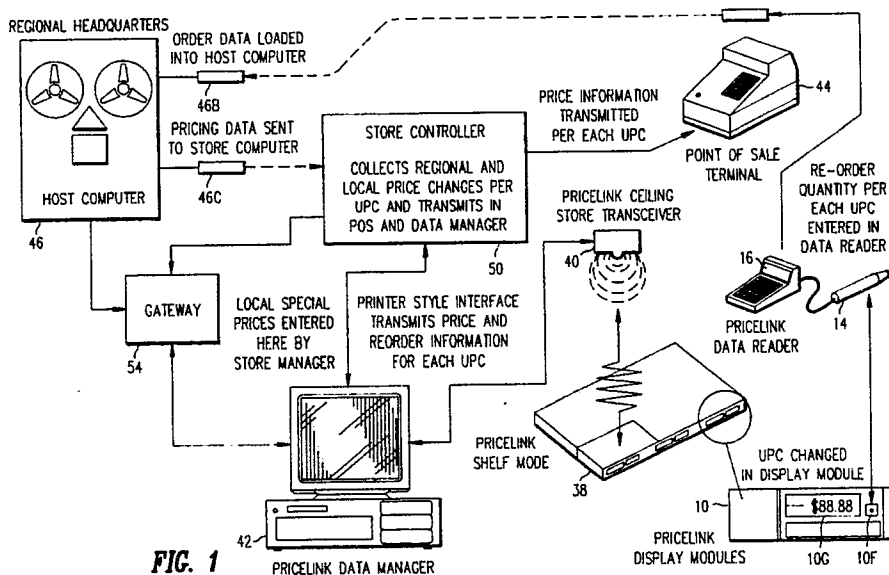 REGIONAL HEADQUARTERS
ORDER DATA LOADED
INTO HOST COMPUTER
46B
PRICING DATA SENT
TO STORE COMPUTER
46C
HOST COMPUTER
46
STORE CONTROLLER
COLLECTS REGIONAL AND
LOCAL PRICE CHANGES PER
UPC AND TRANSMITS IN
POS AND DATA MANAGER
50
PRICE INFORMATION
TRANSMITTED
PER EACH UPC
44
POINT OF SALE
TERMINAL
PRICELINK CEILING
STORE TRANSCEIVER
40
RE-ORDER
QUANTITY PER
EACH UPC
ENTERED IN
DATA READER
16
14
PRICELINK
DATA READER
GATEWAY
54
LOCAL SPECIAL
PRICES ENTERED
HERE BY
STORE MANAGER
PRINTER STYLE INTERFACE
TRANSMITS PRICE AND
REORDER INFORMATION
FOR EACH UPC
PRICELINK
SHELF MODE
38
UPC CHANGED
IN DISPLAY MODULE
10
$88.88
10G
10F
PRICELINK
DISPLAY MODULES
42
PRICELINK DATA MANAGER
FIG. 1